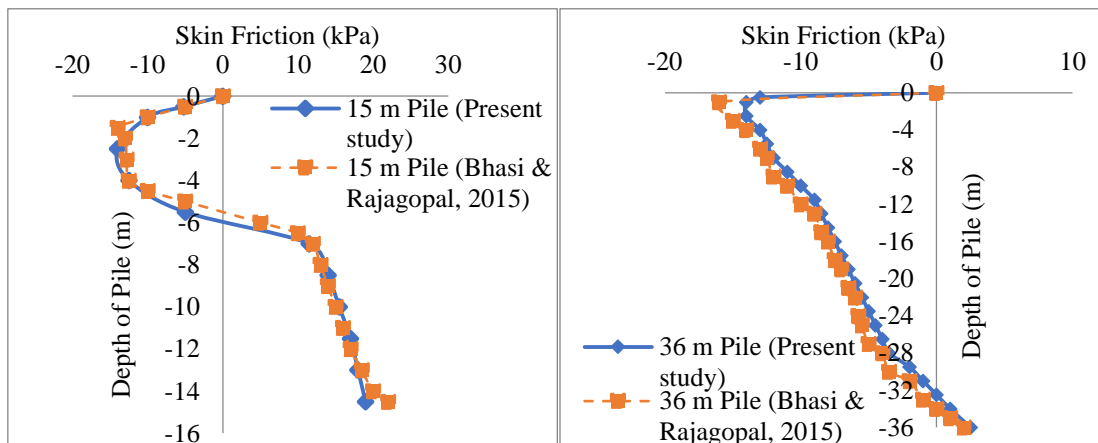 Skin Friction (kPa)
-20 -10 0 10 20 30
0
-2
-4
-6
-8
-10
-12
-14
-16
Depth of Pile (m)
15 m Pile (Present
study)
15 m Pile (Bhasi &
Rajagopal, 2015)
Skin Friction (kPa)
-20 -10 0 10
0
-4
-8
-12
-16
-20
-24
-28
-32
-36
Depth of Pile (m)
36 m Pile (Present
study)
36 m Pile (Bhasi &
Rajagopal, 2015)